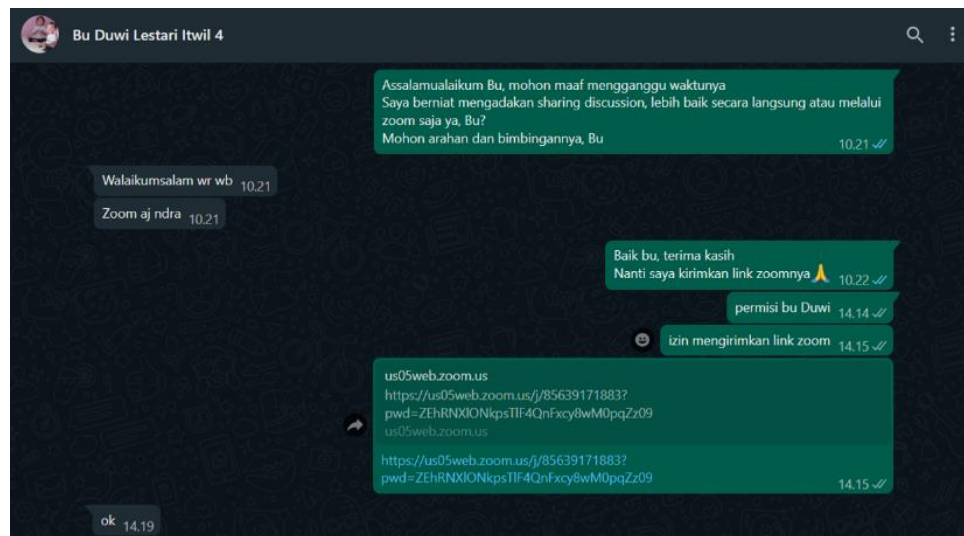 Bu Duwi Lestari Itwil 4
Assalamualaikum Bu, mohon maaf mengganggu waktunya
Saya berniat mengadakan sharing discussion, lebih baik secara langsung atau melalui
zoom saja ya, Bu?
Mohon arahan dan bimbingannya, Bu
10.21
Walaikumsalam wr wb 10.21
Zoom aj ndra 10.21
Baik bu, terima kasih
Nanti saya kirimkan link zoomnya🙏 10.22
permisi bu Duwi 14.14
izin mengirimkan link zoom 14.15
us05web.zoom.us
https://us05web.zoom.us/j/85639171883?
pwd=ZEhRNXlONkpsTlF4QnFxcy8wM0pqZz09
us05web.zoom.us
https://us05web.zoom.us/j/85639171883?
pwd=ZEhRNXlONkpsTlF4QnFxcy8wM0pqZz09
14.15
ok 14.19